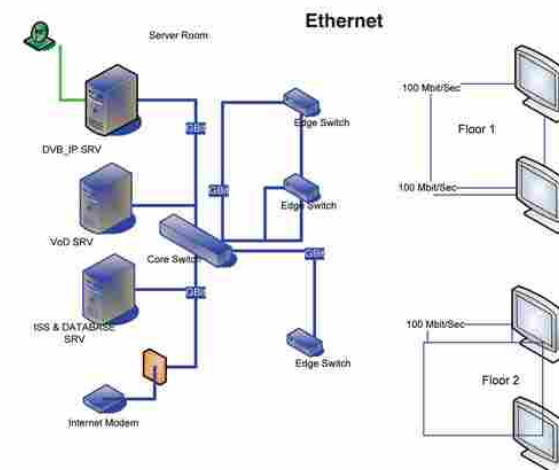 Ethernet
Server Room
100 Mbit/Sec
GBit
Edge Switch
Floor 1
DVB_IP SRV
GBit
100 Mbit/Sec
Edge Switch
VoD SRV
Core Switch
GBit
GBit
ISS & DATABASE
SRV
100 Mbit/Sec
Edge Switch
Floor 2
Internet Modem